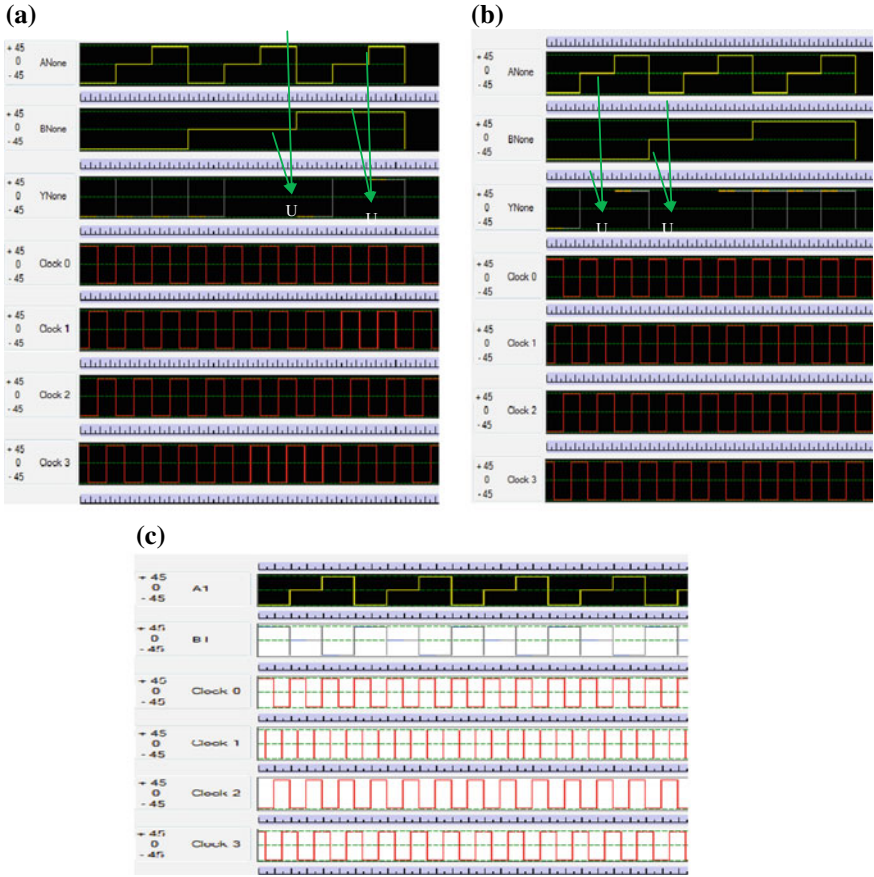 (a)
+ 45
0
- 45
ANone
+ 45
0
- 45
BNone
+ 45
0
- 45
YNone
U
U
+ 45
0
- 45
Clock 0
+ 45
0
- 45
Clock 1
+ 45
0
- 45
Clock 2
+ 45
0
- 45
Clock 3
(b)
+ 45
0
- 45
ANone
+ 45
0
- 45
BNone
+ 45
0
- 45
YNone
U
U
+ 45
0
- 45
Clock 0
+ 45
0
- 45
Clock 1
+ 45
0
- 45
Clock 2
+ 45
0
- 45
Clock 3
(c)
+ 45
0
- 45
A1
+ 45
0
- 45
B1
+ 45
0
- 45
Clock 0
+ 45
0
- 45
Clock 1
+ 45
0
- 45
Clock 2
+ 45
0
- 45
Clock 3